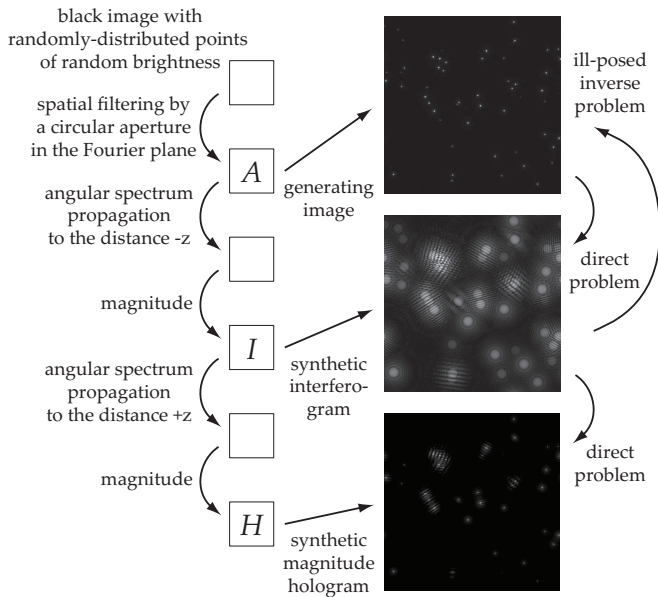 black image with
randomly-distributed points
of random brightness
spatial filtering by
a circular aperture
in the Fourier plane
A
generating
image
angular spectrum
propagation
to the distance -z
magnitude
I
synthetic
interfero-
gram
angular spectrum
propagation
to the distance +z
magnitude
H
synthetic
magnitude
hologram
ill-posed
inverse
problem
direct
problem
direct
problem